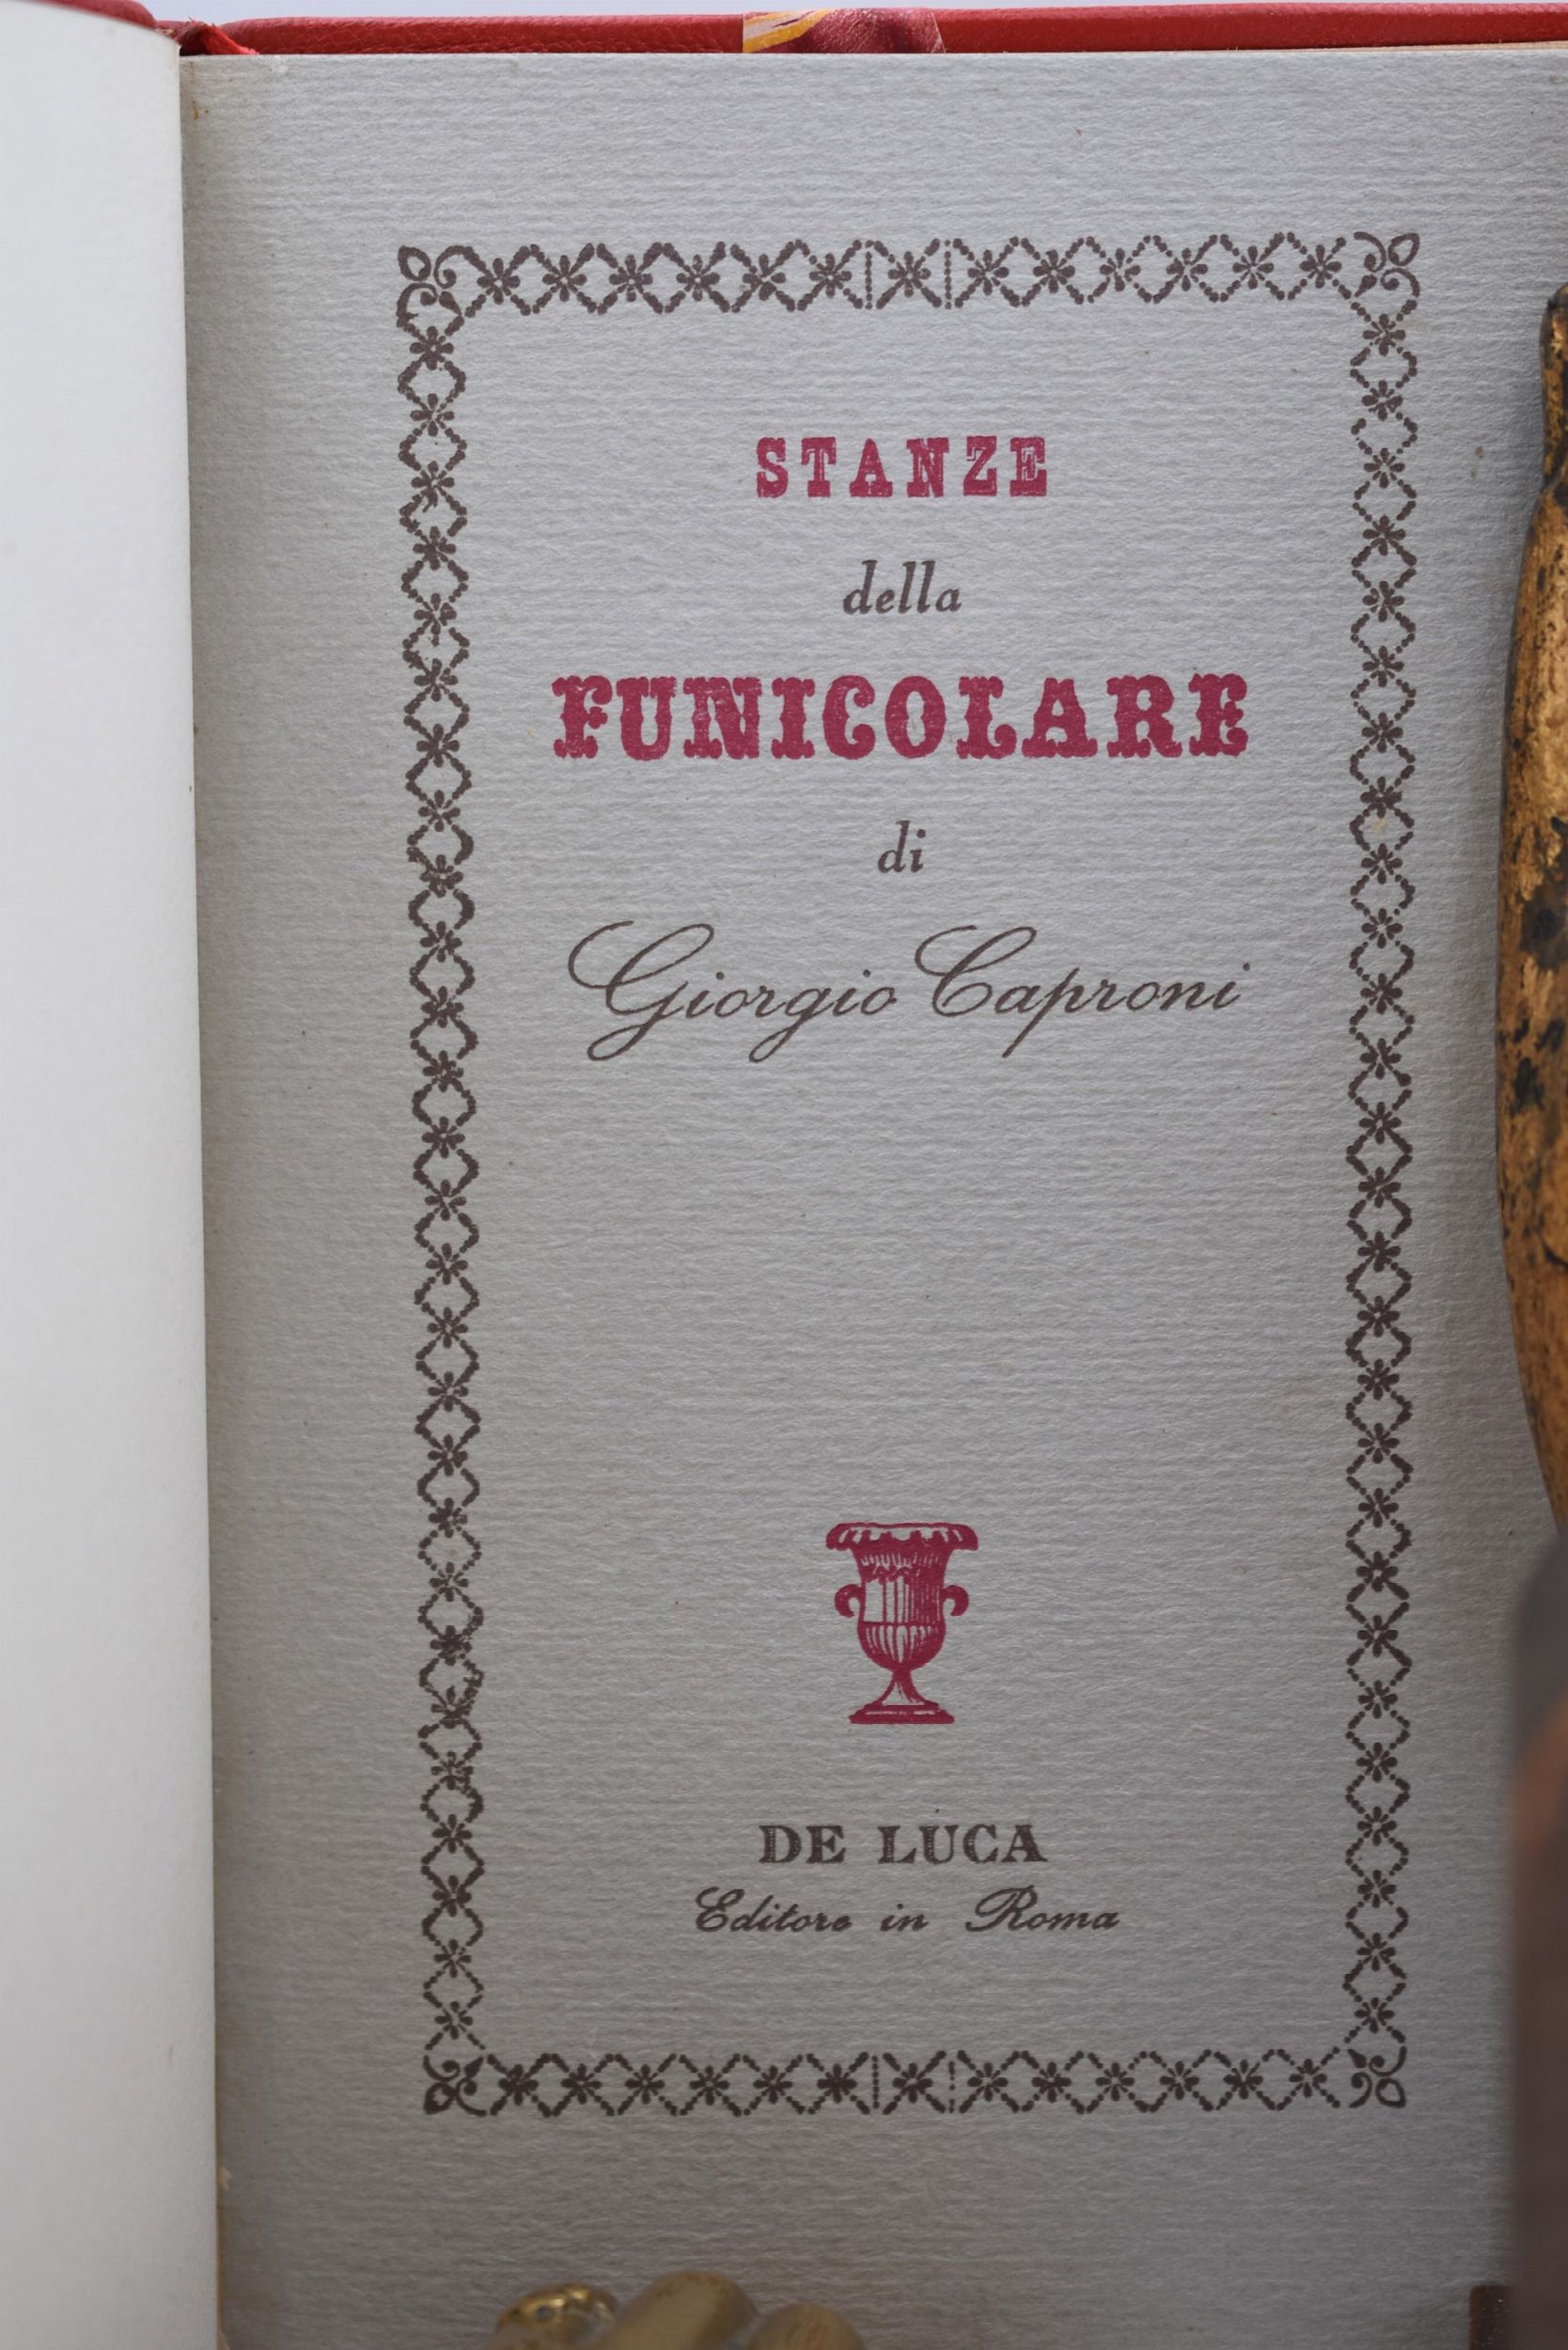 STANZE
della
FUNICOLARE
di
Giorgio Caproni
DE LUCA
Editore in Roma